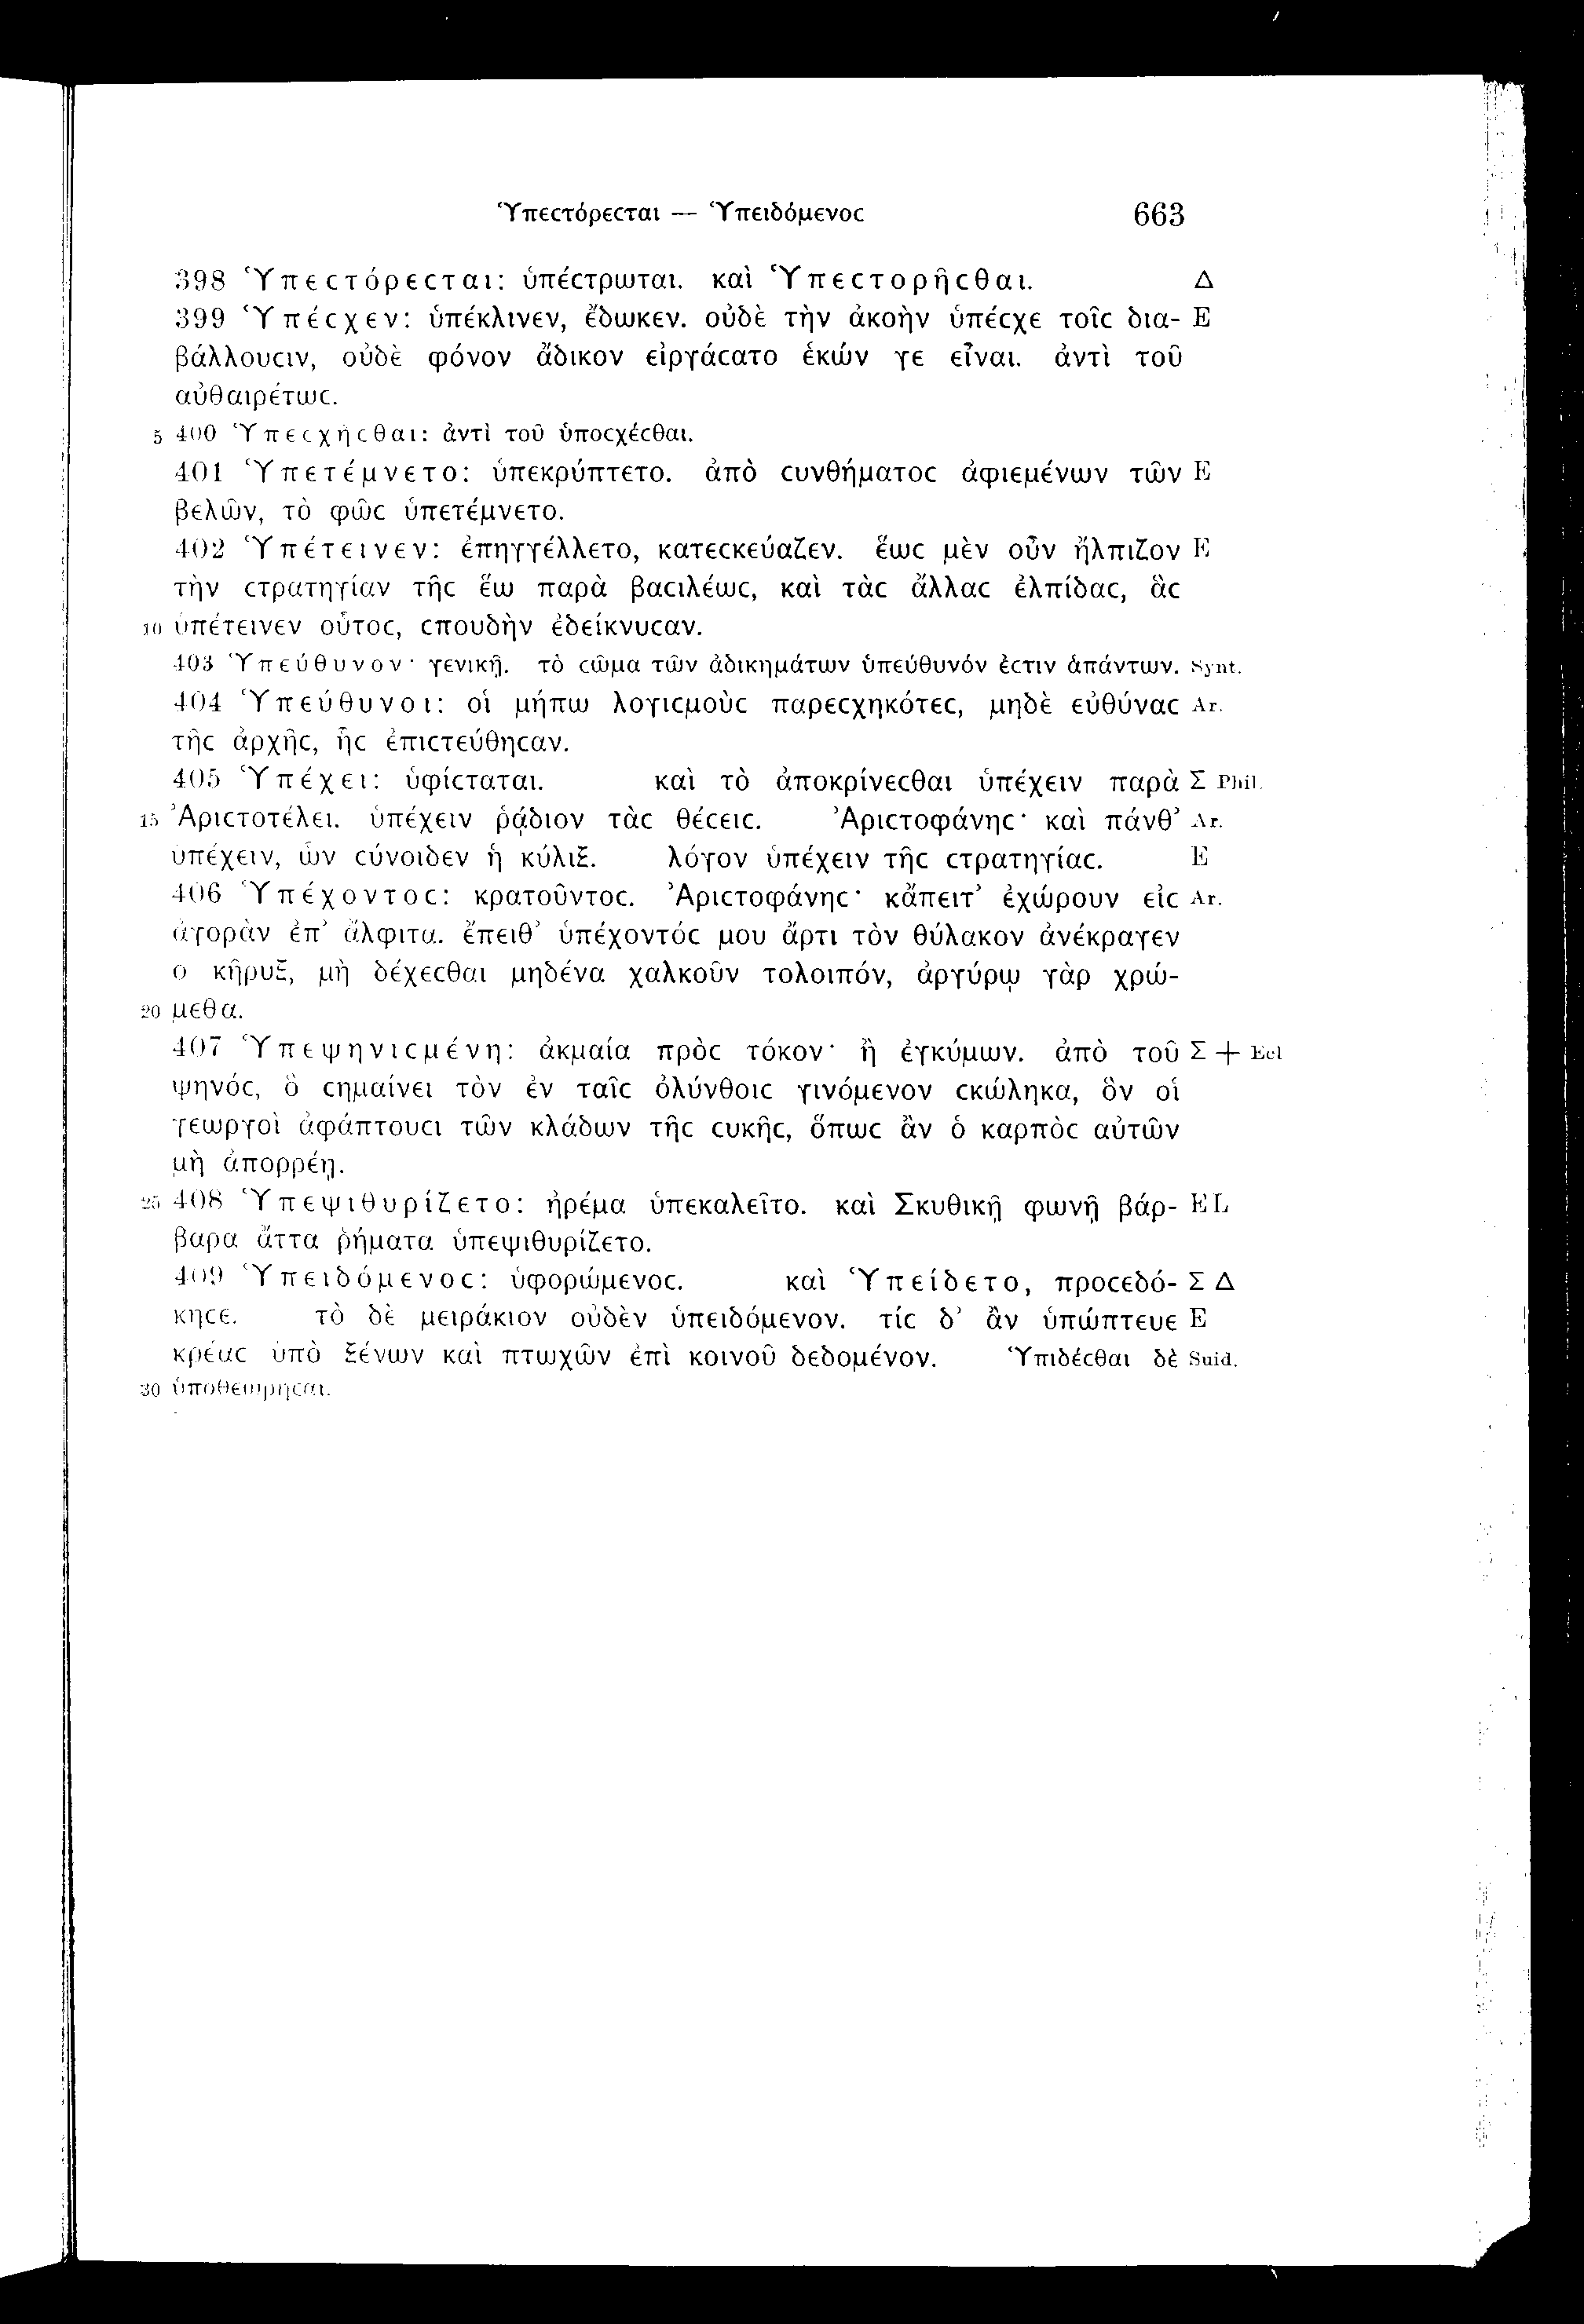 Ὑπεϲτόρεϲται — Ὑπειδόμενοϲ 663
398 Ὑπεϲτόρεϲται: ὑπέϲτρωται. καὶ Ὑπεϲτορῆϲθαι. Δ
399 Ὑπέϲχεν: ὑπέκλινεν, ἔδωκεν. οὐδὲ τὴν ἀκοὴν ὑπέϲχε τοῖϲ δια- E
βάλλουϲιν, οὐδὲ φόνον ἄδικον εἰργάϲατο ἑκών γε εἶναι. ἀντὶ τοῦ
αὐθαιρέτωϲ.
5 400 Ὑπεϲχῆϲθαι: ἀντὶ τοῦ ὑποϲχέϲθαι.
401 Ὑπετέμνετο: ὑπεκρύπτετο. ἀπὸ ϲυνθήματοϲ ἀφιεμένων τῶν E
βελῶν, τὸ φῶϲ ὑπετέμνετο.
402 Ὑπέτεινεν: ἐπηγγέλλετο, κατεϲκεύαζεν. ἕωϲ μὲν οὖν ἤλπιζον E
τὴν ϲτρατηγίαν τῆϲ ἕω παρὰ βαϲιλέωϲ, καὶ τὰϲ ἄλλαϲ ἐλπίδαϲ, ἃϲ
10 ὑπέτεινεν οὗτοϲ, ϲπουδὴν ἐδείκνυϲαν.
403 Ὑπεύθυνον· γενικῇ. τὸ ϲῶμα τῶν ἀδικημάτων ὑπεύθυνόν ἐϲτιν ἁπάντων. Synt.
404 Ὑπεύθυνοι: οἱ μήπω λογιϲμοὺϲ παρεϲχηκότεϲ, μηδὲ εὐθύναϲ Ar.
τῆϲ ἀρχῆϲ, ἧϲ ἐπιϲτεύθηϲαν.
405 Ὑπέχει: ὑφίϲταται. καὶ τὸ ἀποκρίνεϲθαι ὑπέχειν παρὰ Σ Phil.
15 Ἀριϲτοτέλει. ὑπέχειν ῥᾴδιον τὰϲ θέϲειϲ. Ἀριϲτοφάνηϲ· καὶ πάνθ’ Ar.
ὑπέχειν, ὧν ϲύνοιδεν ἡ κύλιξ. λόγον ὑπέχειν τῆϲ ϲτρατηγίαϲ. E
406 Ὑπέχοντοϲ: κρατοῦντοϲ. Ἀριϲτοφάνηϲ· κἄπειτ’ ἐχώρουν εἰϲ Ar.
ἀγορὰν ἐπ’ ἄλφιτα. ἔπειθ’ ὑπέχοντόϲ μου ἄρτι τὸν θύλακον ἀνέκραγεν
ὁ κῆρυξ, μὴ δέχεϲθαι μηδένα χαλκοῦν τολοιπόν, ἀργύρῳ γὰρ χρώ-
20 μεθα.
407 Ὑπεψηνιϲμένη: ἀκμαία πρὸϲ τόκον· ἢ ἐγκύμων. ἀπὸ τοῦ Σ + Ecl
ψηνόϲ, ὃ ϲημαίνει τὸν ἐν ταῖϲ ὀλύνθοιϲ γινόμενον ϲκώληκα, ὃν οἱ
γεωργοὶ ἀφάπτουϲι τῶν κλάδων τῆϲ ϲυκῆϲ, ὅπωϲ ἂν ὁ καρπὸϲ αὐτῶν
μὴ ἀπορρέῃ.
25 408 Ὑπεψιθυρίζετο: ἠρέμα ὑπεκαλεῖτο. καὶ Σκυθικῇ φωνῇ βάρ- EL
βαρα ἄττα ῥήματα ὑπεψιθυρίζετο.
409 Ὑπειδόμενοϲ: ὑφορώμενοϲ. καὶ Ὑπείδετο, προϲεδό- Σ Δ
κηϲε. τὸ δὲ μειράκιον οὐδὲν ὑπειδόμενον. τίϲ δ’ ἂν ὑπώπτευε E
κρέαϲ ὑπὸ ξένων καὶ πτωχῶν ἐπὶ κοινοῦ δεδομένον. Ὑπιδέϲθαι δὲ Suid.
30 ὑποθεωρῆϲαι.